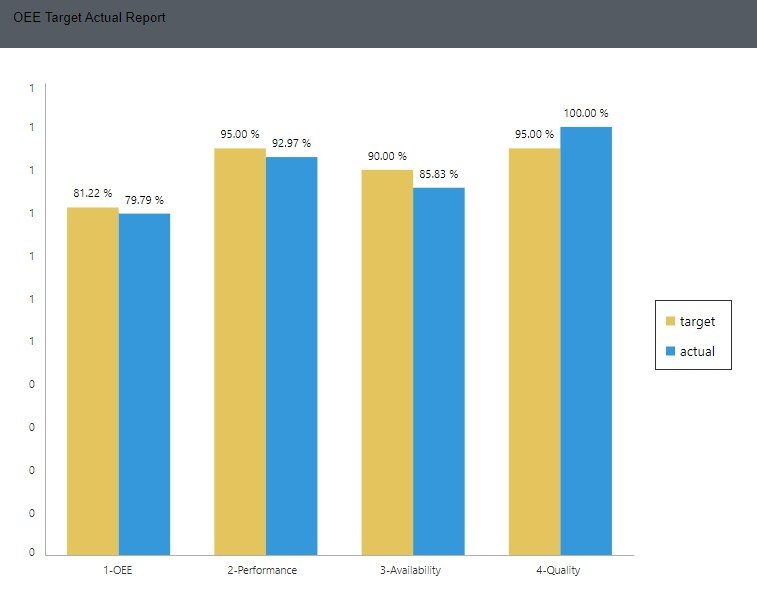 OEE Target Actual Report
1
1
1
1
1
1
1
0
0
0
0
0
81.22 %
79.79 %
95.00 %
92.97 %
90.00 %
85.83 %
95.00 %
100.00 %
1-OEE
2-Performance
3-Availability
4-Quality
target
actual